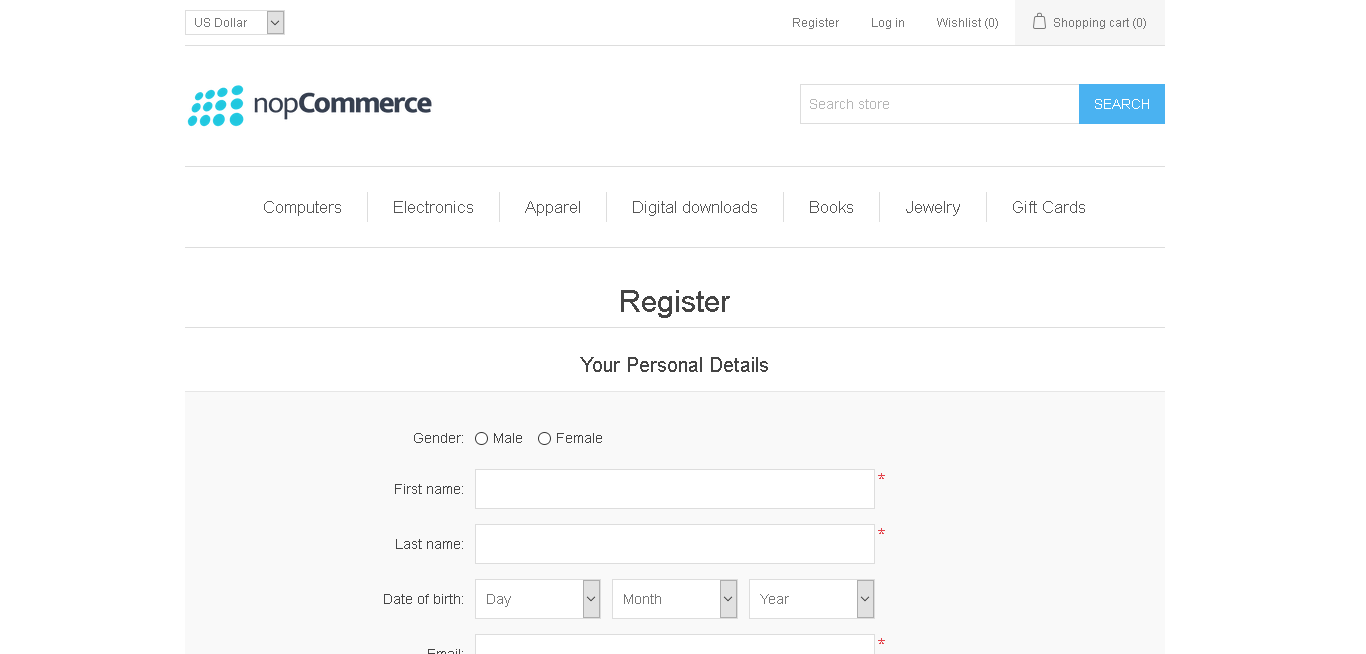 US Dollar Register Log in Wishlist (0) Shopping cart (0)
nopCommerce Search store SEARCH
Computers Electronics Apparel Digital downloads Books Jewelry Gift Cards
Register
Your Personal Details
Gender: Male Female
First name: *
Last name: *
Date of birth: Day Month Year
Email: *